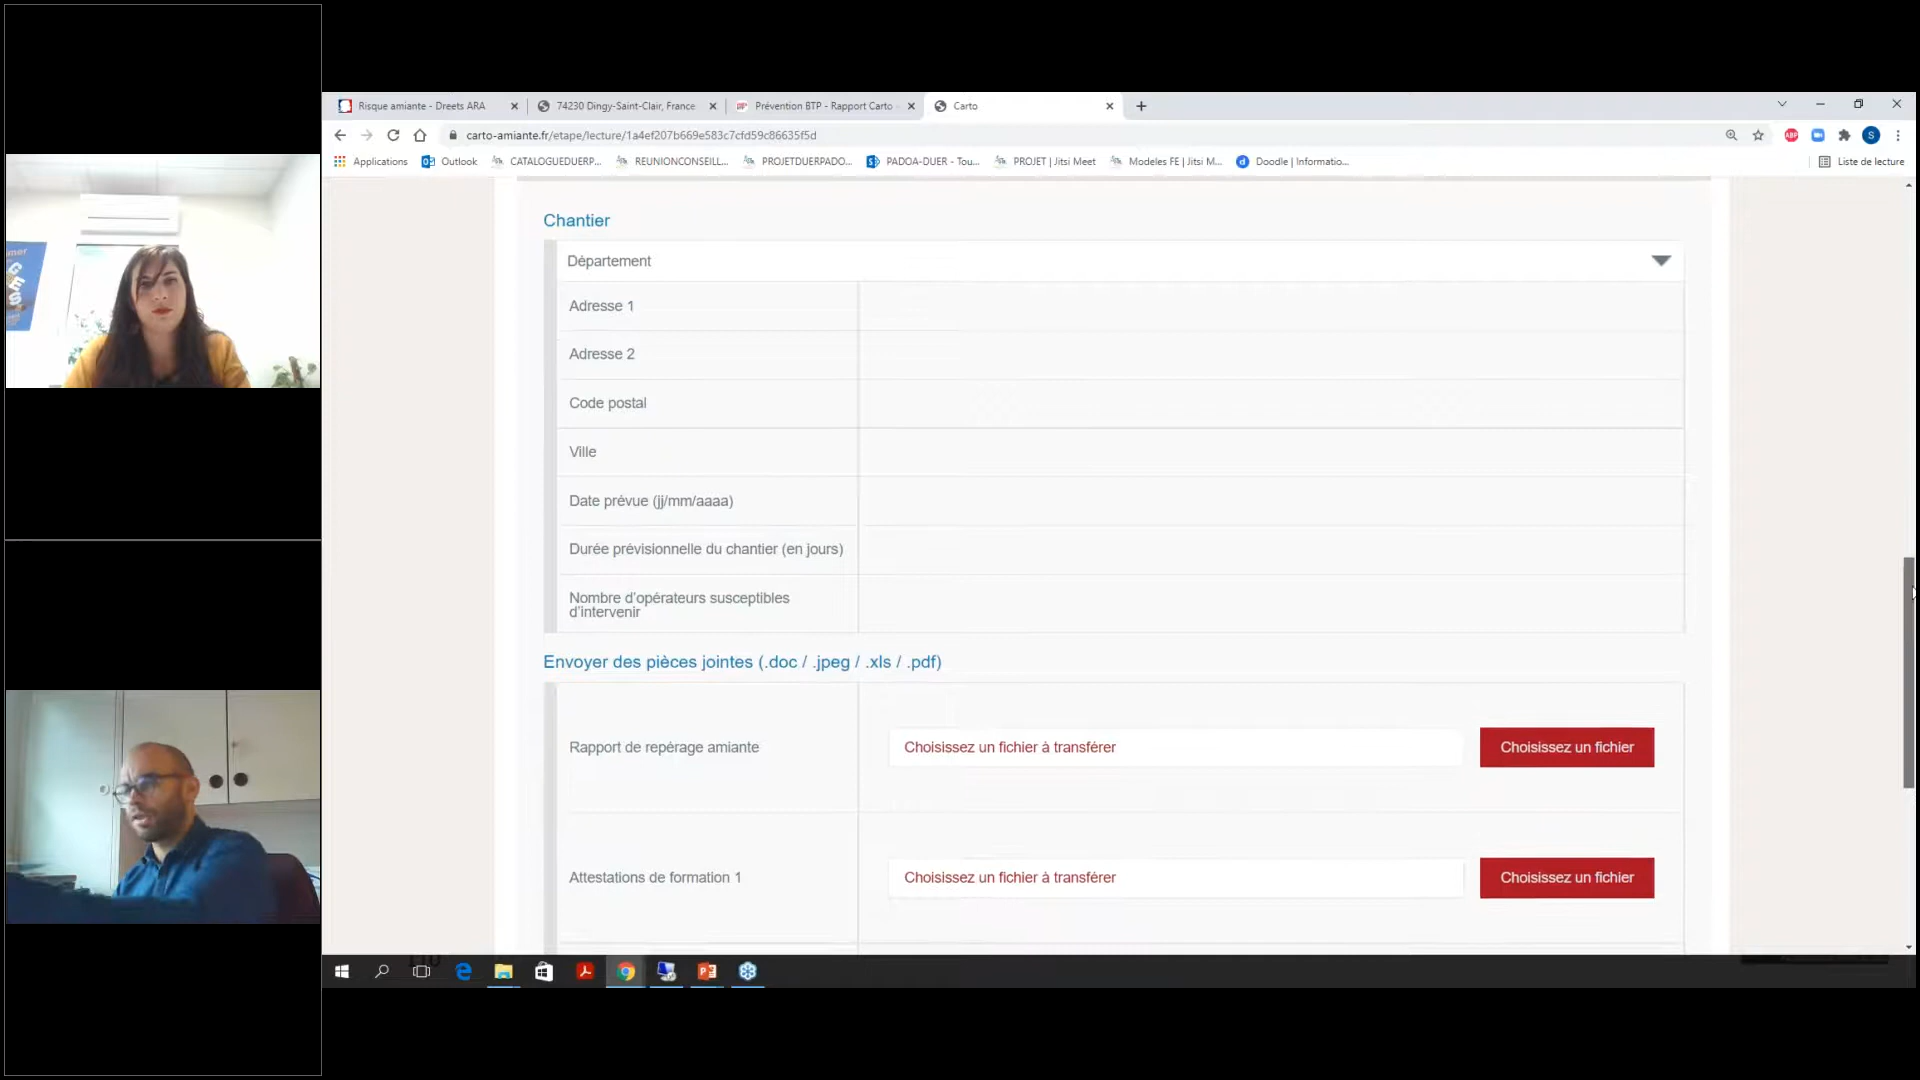 Risque amiante - Dreets ARA
74230 Dingy-Saint-Clair, France
Prévention BTP - Rapport Carto
Carto
carto-amiante.fr/etape/lecture/1a4ef207b669e583c7cfd59c86635f5d
ABP
S
Applications
Outlook
CATALOGUEDUERP...
REUNIONCONSEILL...
PROJETDUERPADO...
PADOA-DUER - Tou...
PROJET | Jitsi Meet
Modeles FE | Jitsi M...
Doodle | Informatio...
Liste de lecture
Chantier
Département
Adresse 1
Adresse 2
Code postal
Ville
Date prévue (jj/mm/aaaa)
Durée prévisionnelle du chantier (en jours)
Nombre d'opérateurs susceptibles
d'intervenir
Envoyer des pièces jointes (.doc / .jpeg / .xls / .pdf)
Rapport de repérage amiante
Choisissez un fichier à transférer
Choisissez un fichier
Attestations de formation 1
Choisissez un fichier à transférer
Choisissez un fichier